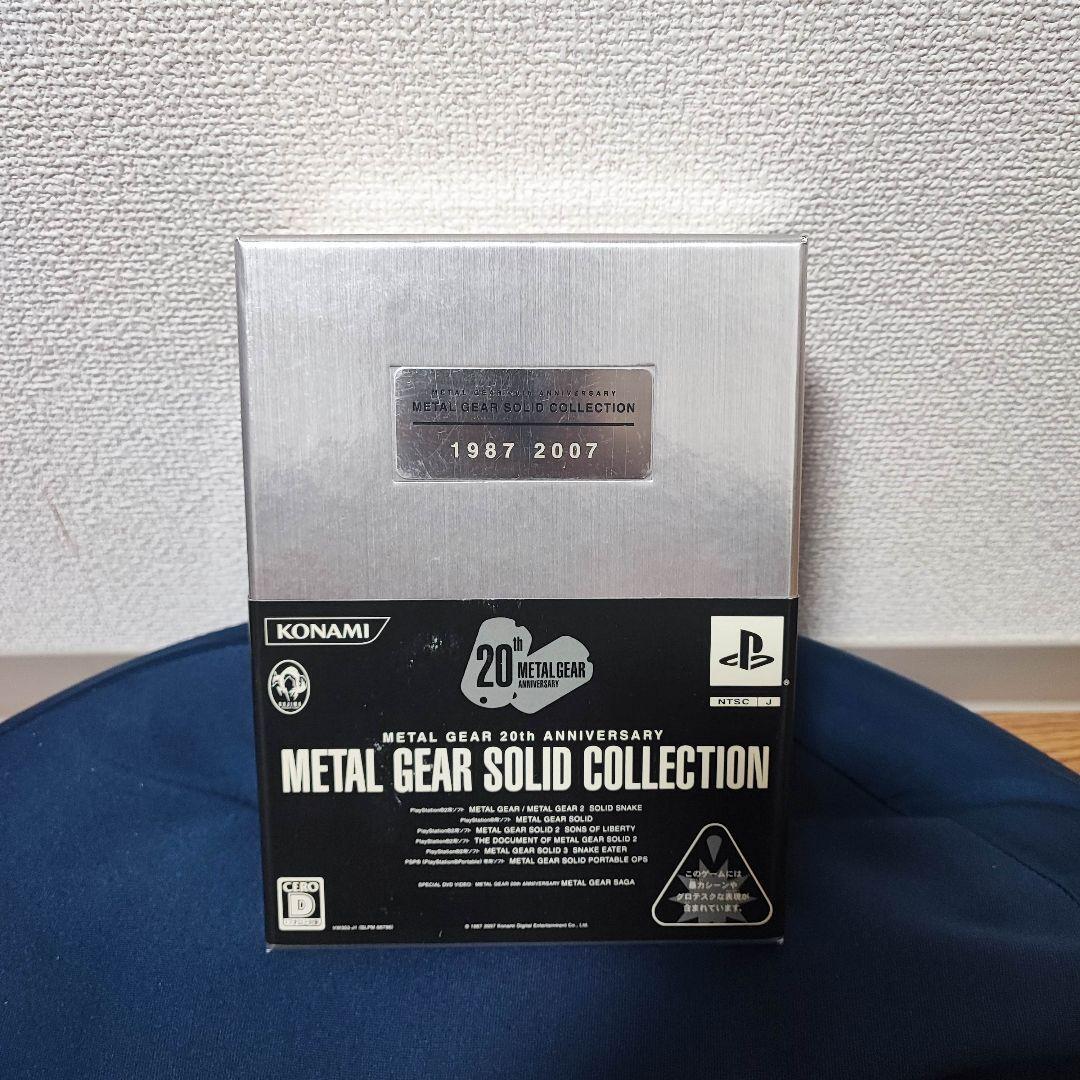 METAL GEAR 20th ANNIVERSARY
METAL GEAR SOLID COLLECTION
1987 2007
KONAMI
20th METAL GEAR
ANNIVERSARY
NTSC J
METAL GEAR 20th ANNIVERSARY
METAL GEAR SOLID COLLECTION
PlayStation®2用ソフト METAL GEAR / METAL GEAR 2 SOLID SNAKE
PlayStation®用ソフト METAL GEAR SOLID
PlayStation®2用ソフト METAL GEAR SOLID 2 SONS OF LIBERTY
PlayStation®2用ソフト THE DOCUMENT OF METAL GEAR SOLID 2
PlayStation®2用ソフト METAL GEAR SOLID 3 SNAKE EATER
PSP® (PlayStation®Portable) 専用ソフト METAL GEAR SOLID PORTABLE OPS
SPECIAL DVD VIDEO: METAL GEAR 20th ANNIVERSARY METAL GEAR SAGA
このゲームには
暴力シーンや
グロテスクな表現が
含まれています。
CERO
D
© 1987 2007 Konami Digital Entertainment Co., Ltd.